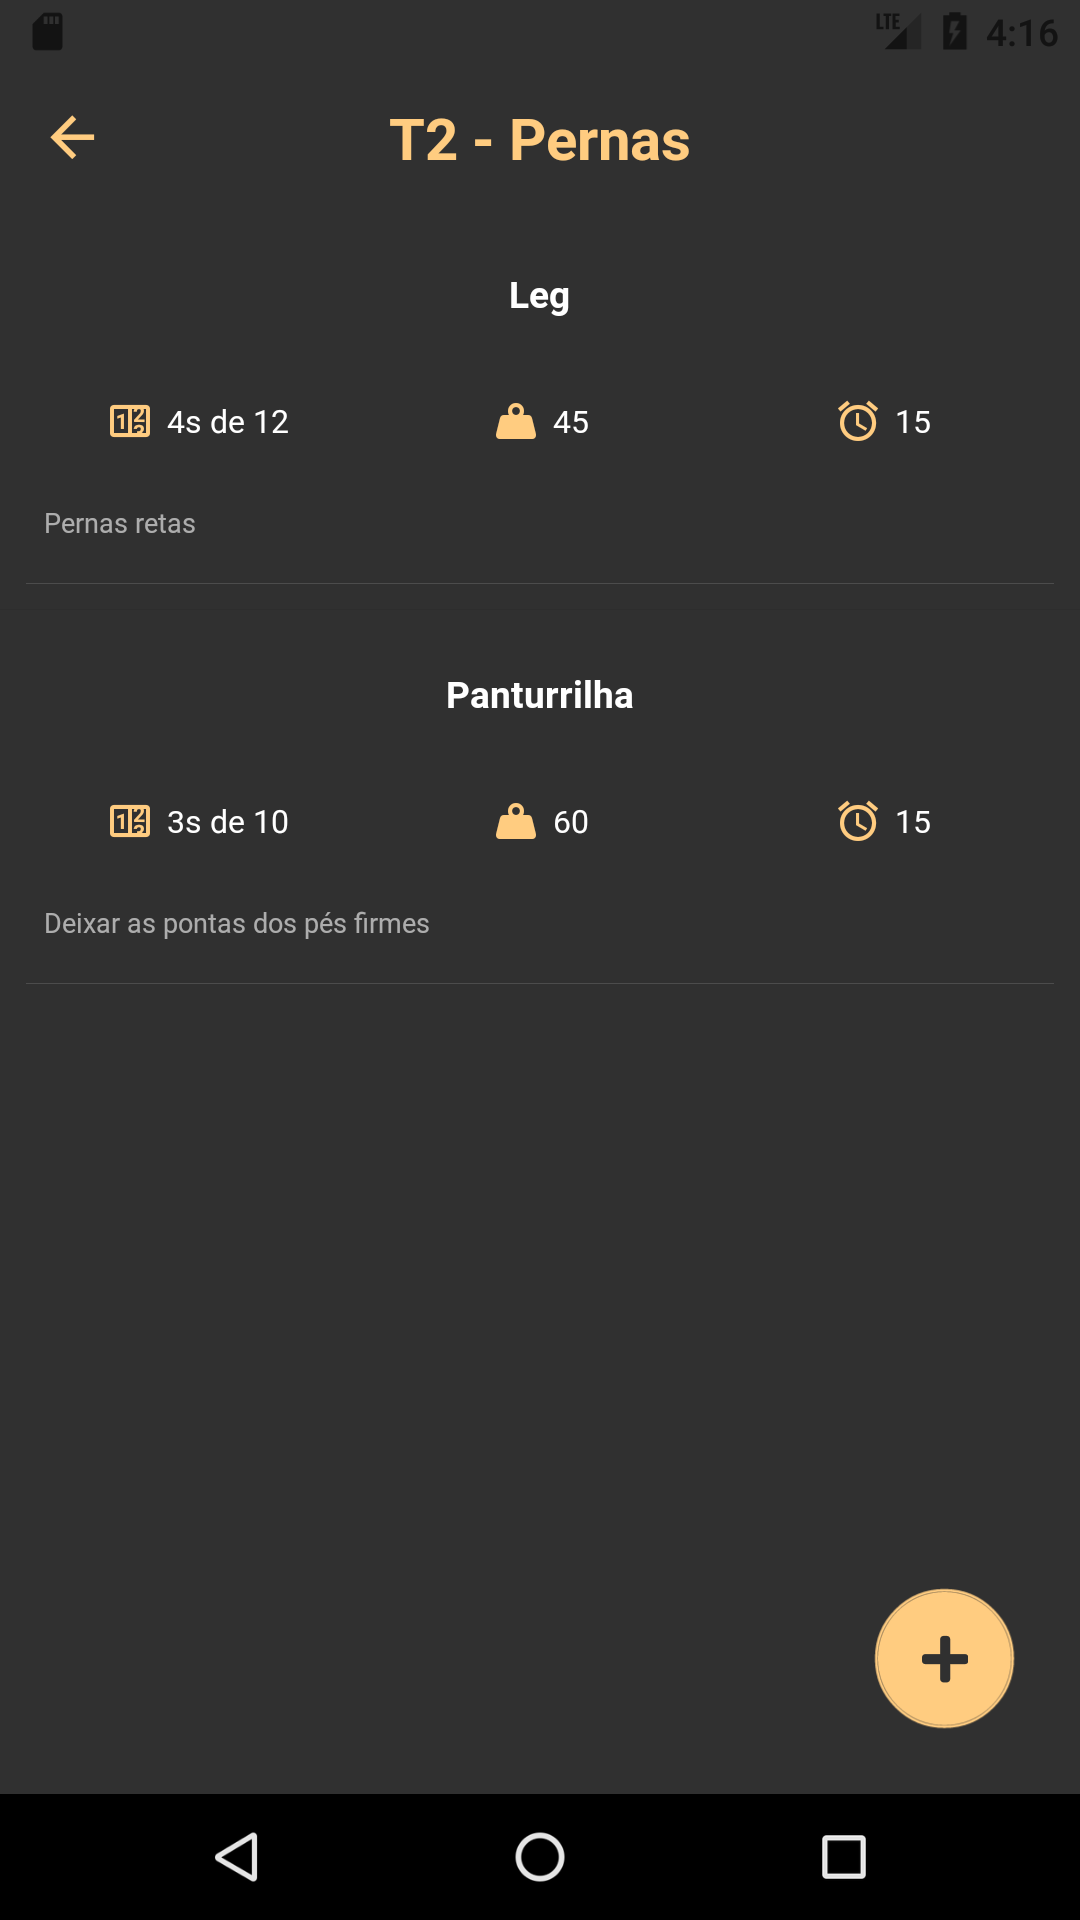 LTE 4:16
T2 - Pernas
Leg
4s de 12 45 15
Pernas retas
Panturrilha
3s de 10 60 15
Deixar as pontas dos pés firmes